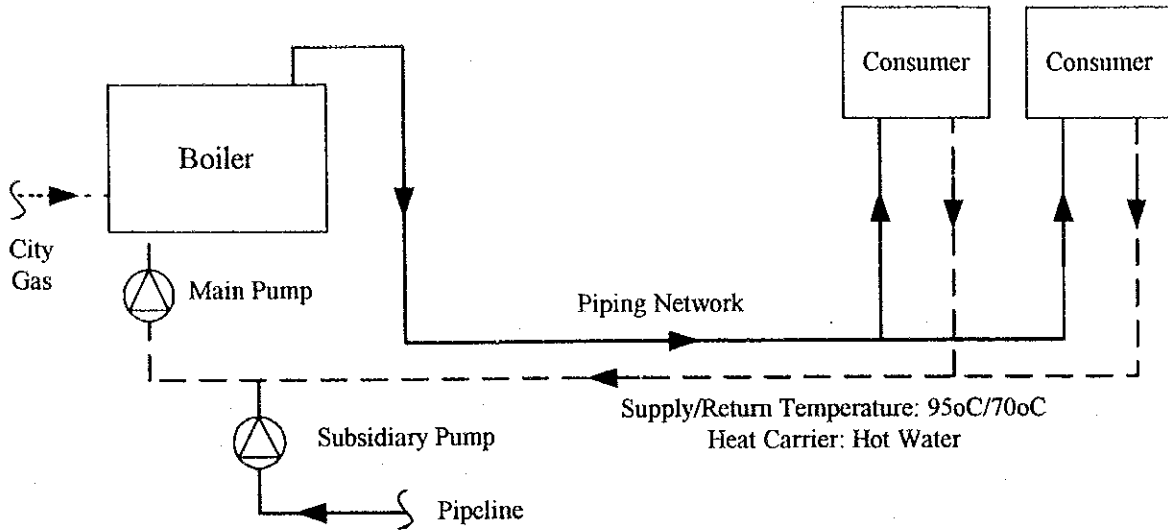 Consumer
Consumer
Boiler
City
Gas
Main Pump
Piping Network
Supply/Return Temperature: 95oC/70oC
Heat Carrier: Hot Water
Subsidiary Pump
Pipeline